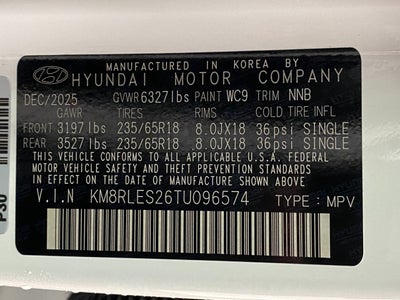 MANUFACTURED IN KOREA BY
HYUNDAI MOTOR COMPANY
DEC/2025 GVWR 6327lbs PAINT WC9 TRIM NNB
GAWR TIRES RIMS COLD TIRE INFL
FRONT 3197lbs 235/65R18 8.0JX18 36psi SINGLE
REAR 3527lbs 235/65R18 8.0JX18 36psi SINGLE
THIS VEHICLE CONFORMS TO ALL APPLICABLE U.S.A. FEDERAL
MOTOR VEHICLE SAFETY, BUMPER, AND THEFT PREVENTION
STANDARDS IN EFFECT ON THE DATE OF MANUFACTURE SHOWN ABOVE.
V.I.N KM8RLES26TU096574 TYPE : MPV
P30